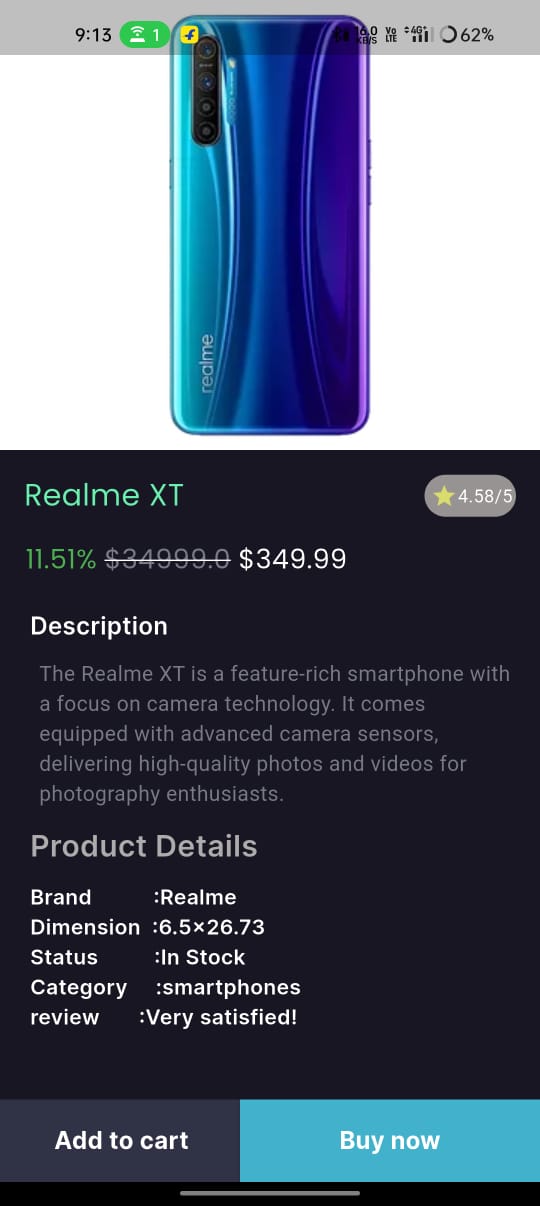 9:13 1 16.0 KB/S Vo LTE 4G+ 62%
realme
Realme XT
4.58/5
11.51% $34999.0 $349.99
Description
The Realme XT is a feature-rich smartphone with
a focus on camera technology. It comes
equipped with advanced camera sensors,
delivering high-quality photos and videos for
photography enthusiasts.
Product Details
Brand :Realme
Dimension :6.5×26.73
Status :In Stock
Category :smartphones
review :Very satisfied!
Add to cart Buy now